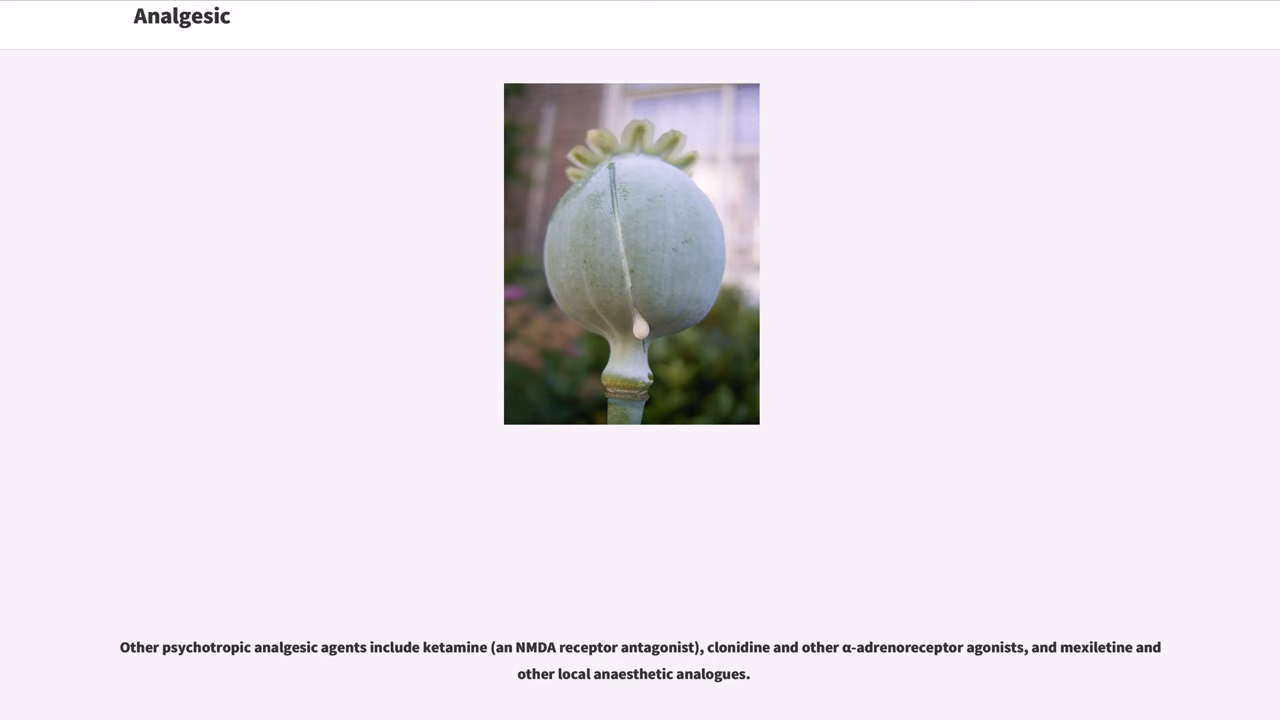 Analgesic
Other psychotropic analgesic agents include ketamine (an NMDA receptor antagonist), clonidine and other α-adrenoreceptor agonists, and mexiletine and
other local anaesthetic analogues.